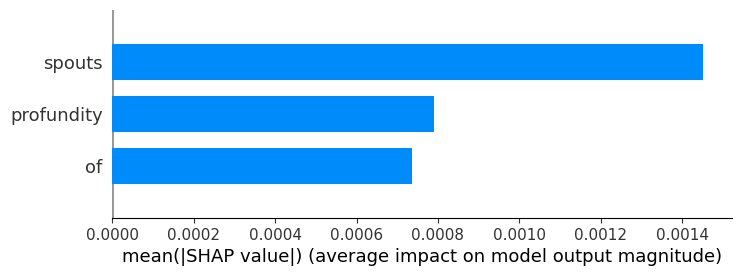 spouts
profundity
of
0.0000 0.0002 0.0004 0.0006 0.0008 0.0010 0.0012 0.0014
mean(|SHAP value|) (average impact on model output magnitude)